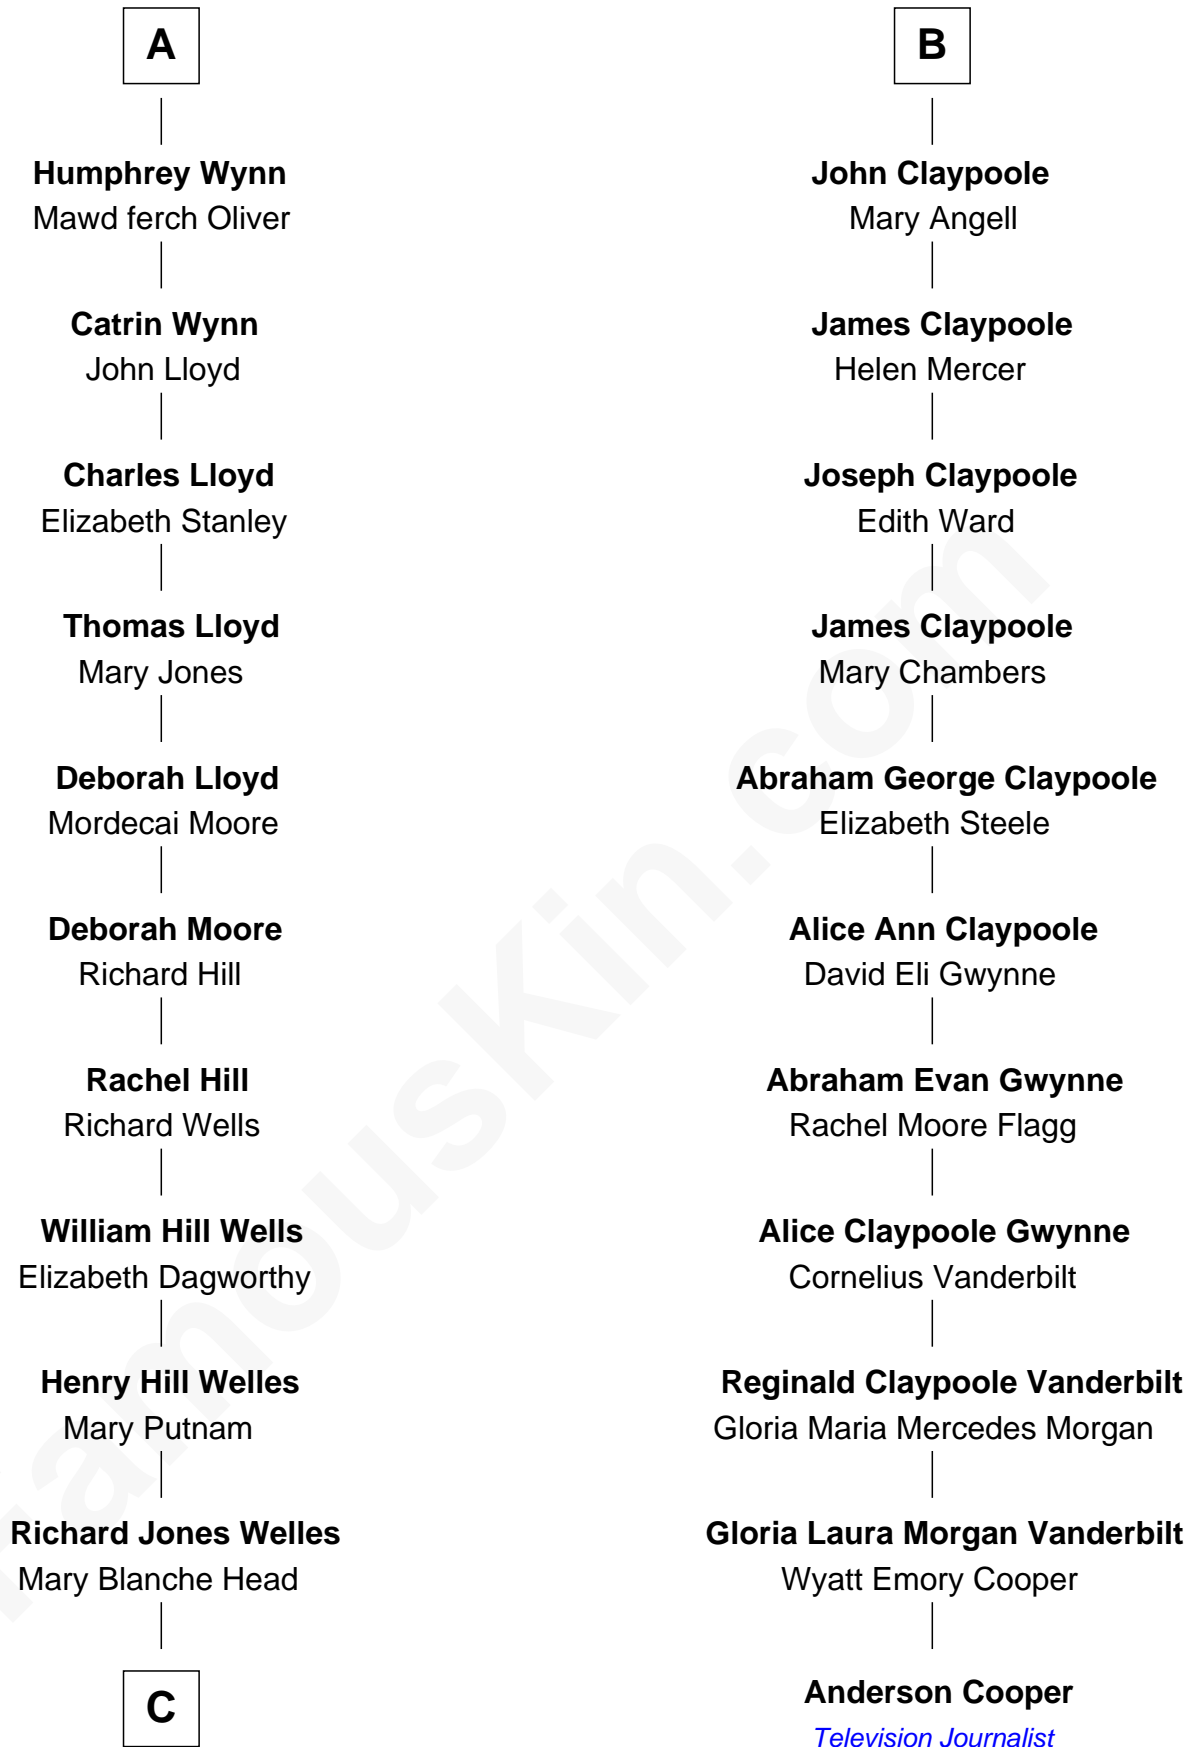 A
Humphrey Wynn
Mawd ferch Oliver
Catrin Wynn
John Lloyd
Charles Lloyd
Elizabeth Stanley
Thomas Lloyd
Mary Jones
Deborah Lloyd
Mordecai Moore
Deborah Moore
Richard Hill
Rachel Hill
Richard Wells
William Hill Wells
Elizabeth Dagworthy
Henry Hill Welles
Mary Putnam
Richard Jones Welles
Mary Blanche Head
C
B
John Claypoole
Mary Angell
James Claypoole
Helen Mercer
Joseph Claypoole
Edith Ward
James Claypoole
Mary Chambers
Abraham George Claypoole
Elizabeth Steele
Alice Ann Claypoole
David Eli Gwynne
Abraham Evan Gwynne
Rachel Moore Flagg
Alice Claypoole Gwynne
Cornelius Vanderbilt
Reginald Claypoole Vanderbilt
Gloria Maria Mercedes Morgan
Gloria Laura Morgan Vanderbilt
Wyatt Emory Cooper
Anderson Cooper
Television Journalist
FamousKin.com